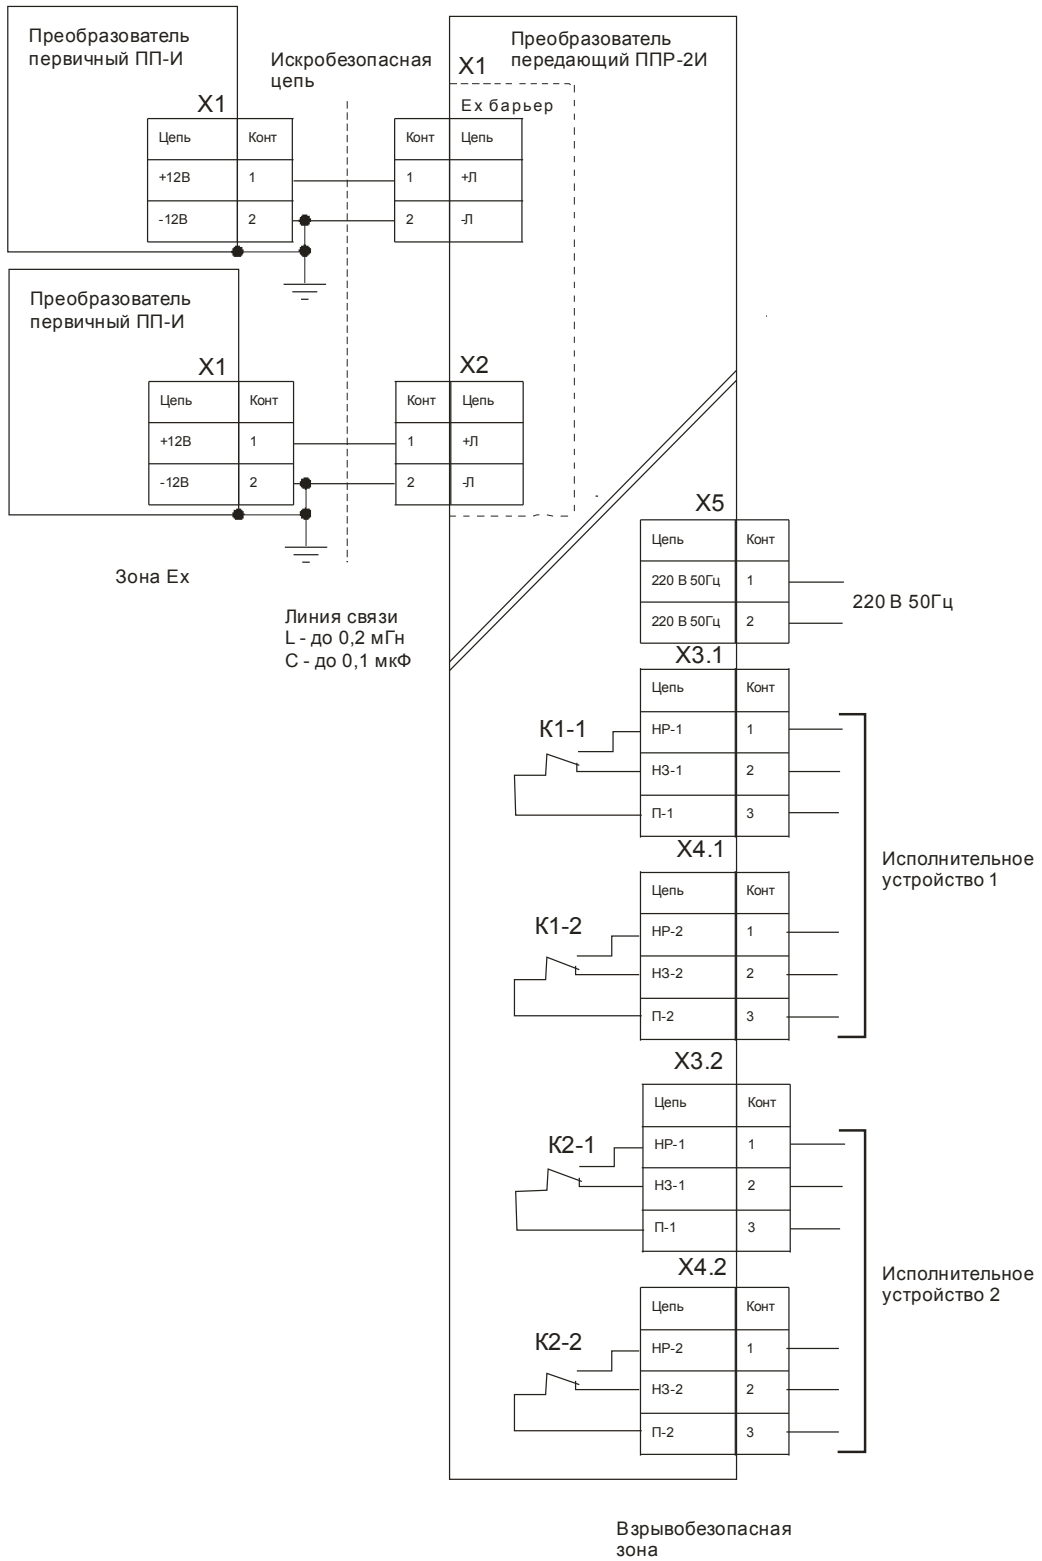 Преобразователь
первичный ПП-И
Искробезопасная
цепь
Преобразователь
передающий ППР-2И
X1
Ех барьер
X1
Цепь Конт
+12В 1
-12В 2
Конт Цепь
1 +Л
2 -Л
Преобразователь
первичный ПП-И
X1
Цепь Конт
+12В 1
-12В 2
X2
Конт Цепь
1 +Л
2 -Л
Зона Ех
Линия связи
L - до 0,2 мГн
С - до 0,1 мкФ
X5
Цепь Конт
220 В 50Гц 1
220 В 50Гц 2
220 В 50Гц
X3.1
Цепь Конт
К1-1
НР-1 1
НЗ-1 2
П-1 3
X4.1
Цепь Конт
К1-2
НР-2 1
НЗ-2 2
П-2 3
Исполнительное
устройство 1
X3.2
Цепь Конт
К2-1
НР-1 1
НЗ-1 2
П-1 3
X4.2
Цепь Конт
К2-2
НР-2 1
НЗ-2 2
П-2 3
Исполнительное
устройство 2
Взрывобезопасная
зона